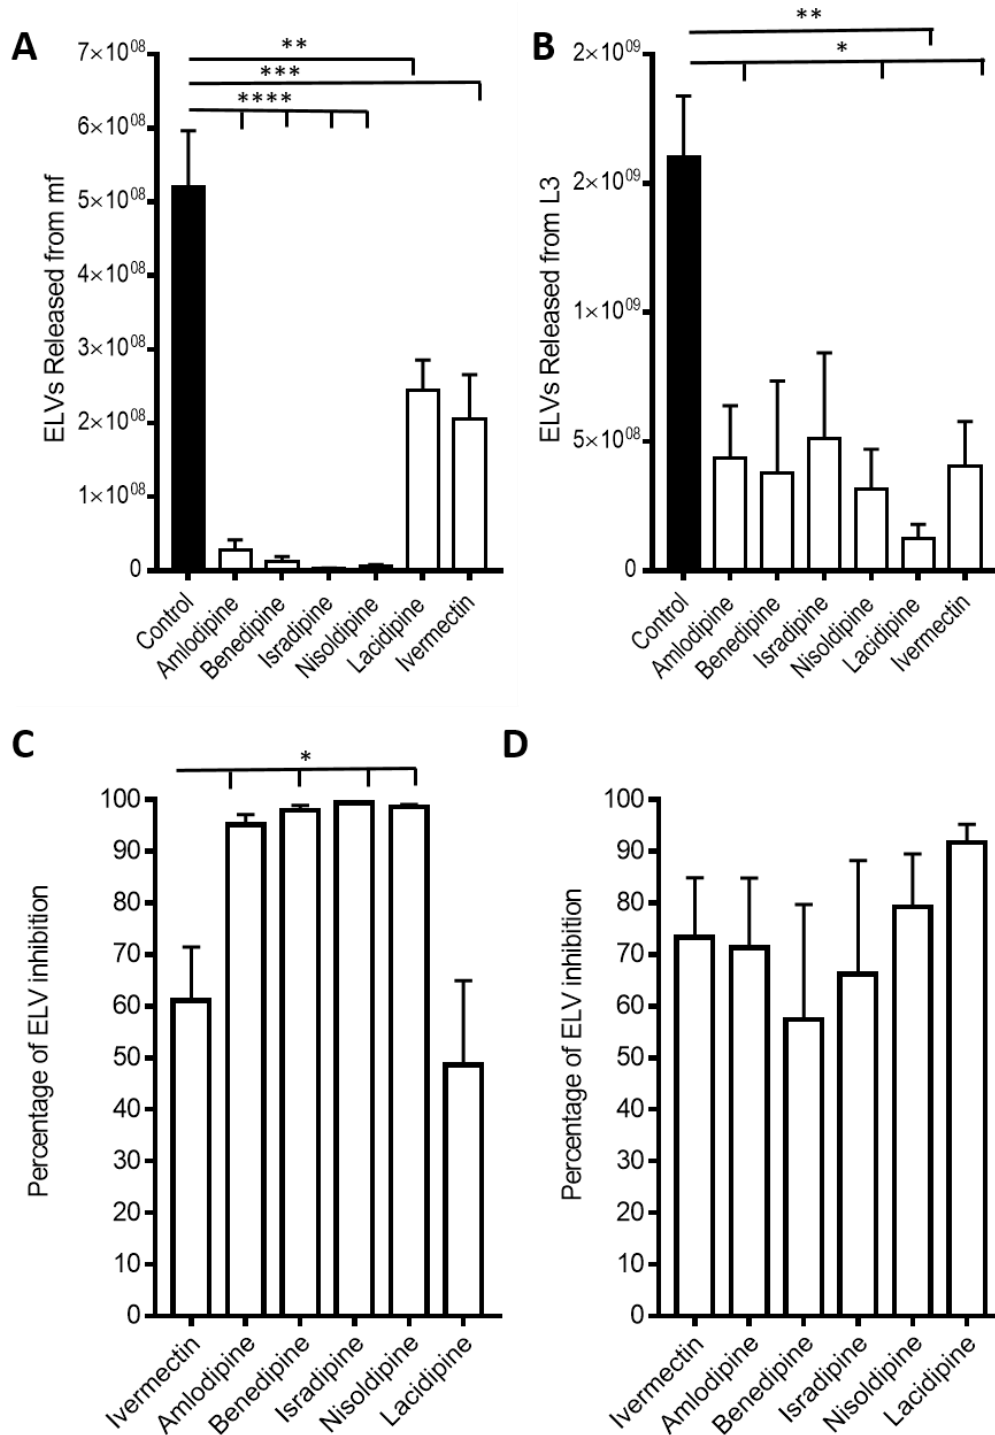 A
ELVs Released from mf
7×10⁰⁸
6×10⁰⁸
5×10⁰⁸
4×10⁰⁸
3×10⁰⁸
2×10⁰⁸
1×10⁰⁸
0
**
***
****
Control
Amlodipine
Benedipine
Isradipine
Nisoldipine
Lacidipine
Ivermectin
B
ELVs Released from L3
2×10⁰⁹
2×10⁰⁹
1×10⁰⁹
5×10⁰⁸
0
**
*
Control
Amlodipine
Benedipine
Isradipine
Nisoldipine
Lacidipine
Ivermectin
C
Percentage of ELV inhibition
100
90
80
70
60
50
40
30
20
10
0
*
Ivermectin
Amlodipine
Benedipine
Isradipine
Nisoldipine
Lacidipine
D
Percentage of ELV inhibition
100
90
80
70
60
50
40
30
20
10
0
Ivermectin
Amlodipine
Benedipine
Isradipine
Nisoldipine
Lacidipine